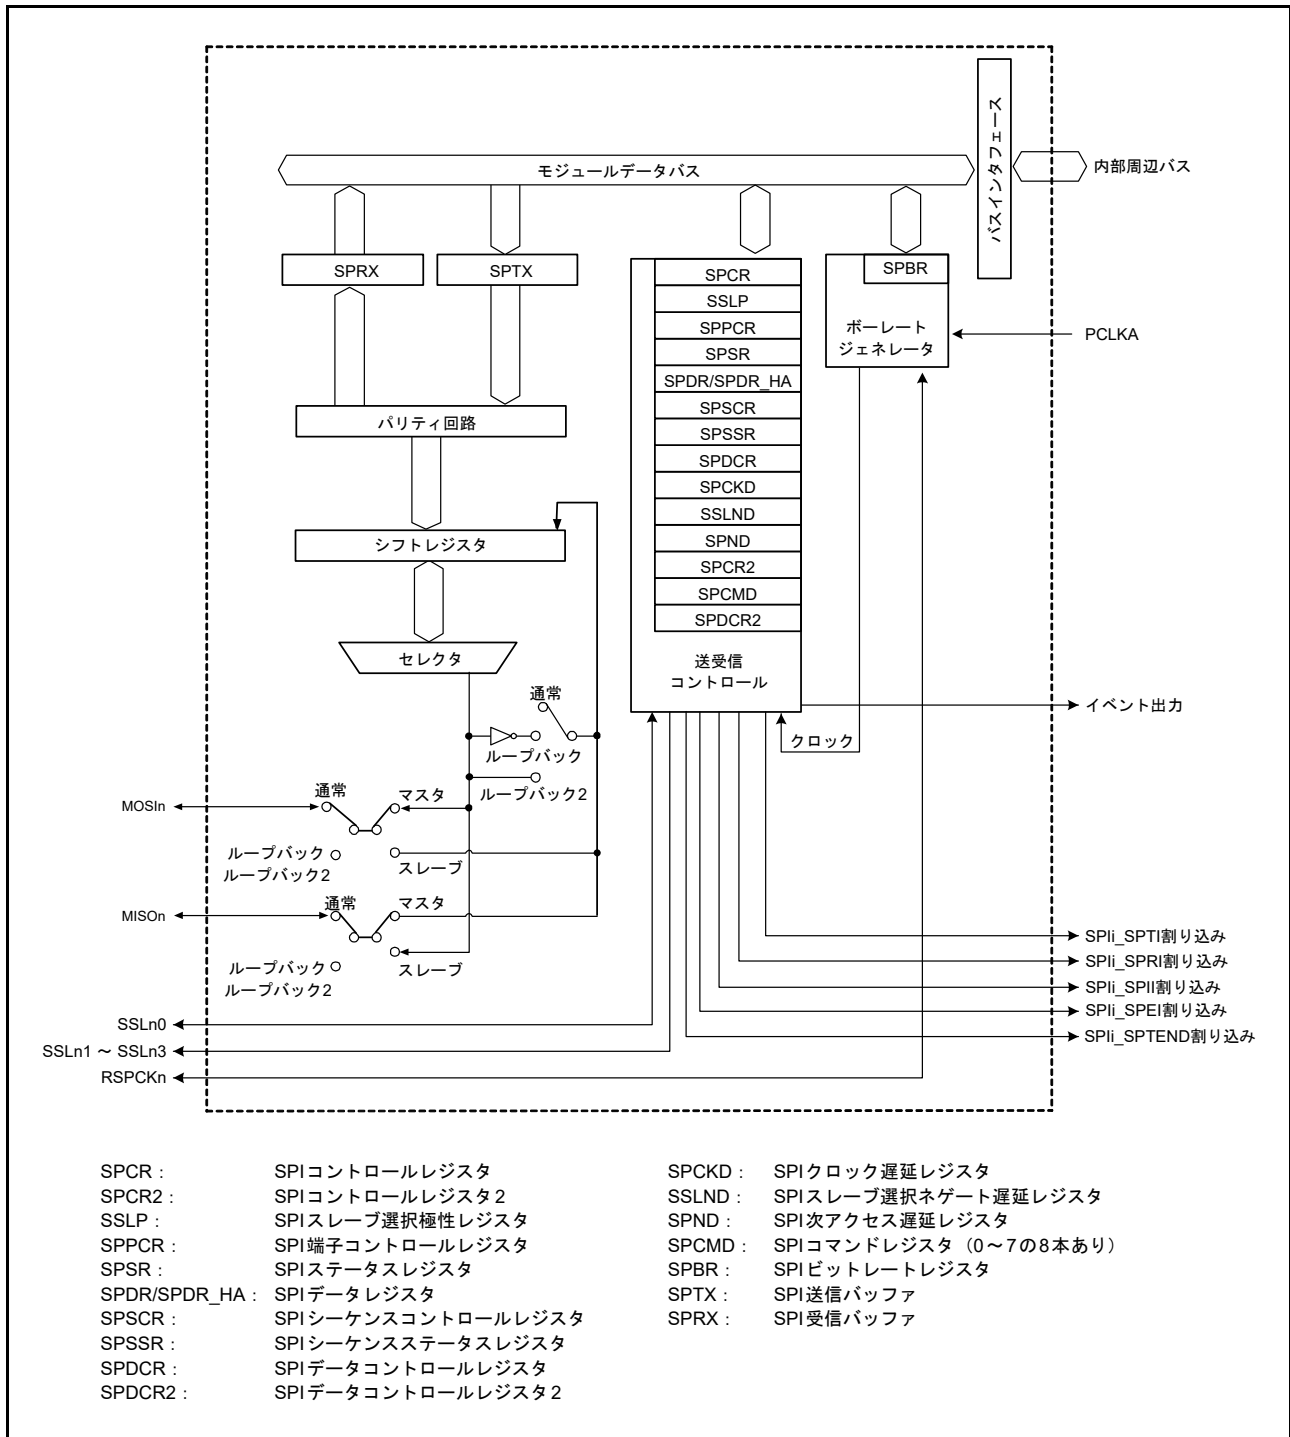 バスインタフェース
モジュールデータバス
内部周辺バス
SPRX
SPTX
SPBR
ボーレート
ジェネレータ
PCLKA
SPCR
SSLP
SPPCR
SPSR
SPDR/SPDR_HA
SPSCR
SPSSR
SPDCR
SPCKD
SSLND
SPND
SPCR2
SPCMD
SPDCR2
送受信
コントロール
パリティ回路
シフトレジスタ
セレクタ
通常
ループバック
ループバック2
クロック
イベント出力
MOSIn
通常
マスタ
ループバック
ループバック2
スレーブ
MISOn
通常
マスタ
ループバック
ループバック2
スレーブ
SPIi_SPTI割り込み
SPIi_SPRI割り込み
SPIi_SPII割り込み
SPIi_SPEI割り込み
SPIi_SPTEND割り込み
SSLn0
SSLn1 ～ SSLn3
RSPCKn
SPCR : SPIコントロールレジスタ
SPCR2 : SPIコントロールレジスタ2
SSLP : SPIスレーブ選択極性レジスタ
SPPCR : SPI端子コントロールレジスタ
SPSR : SPIステータスレジスタ
SPDR/SPDR_HA : SPIデータレジスタ
SPSCR : SPIシーケンスコントロールレジスタ
SPSSR : SPIシーケンスステータスレジスタ
SPDCR : SPIデータコントロールレジスタ
SPDCR2 : SPIデータコントロールレジスタ2
SPCKD : SPIクロック遅延レジスタ
SSLND : SPIスレーブ選択ネゲート遅延レジスタ
SPND : SPI次アクセス遅延レジスタ
SPCMD : SPIコマンドレジスタ（0～7の8本あり）
SPBR : SPIビットレートレジスタ
SPTX : SPI送信バッファ
SPRX : SPI受信バッファ